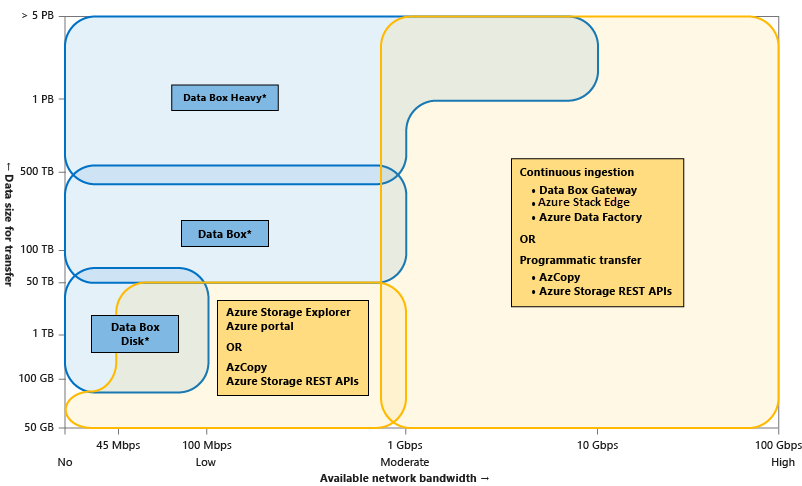 > 5 PB
1 PB
500 TB
100 TB
50 TB
1 TB
100 GB
50 GB
← Data size for transfer
Data Box Heavy*
Data Box*
Data Box
Disk*
Azure Storage Explorer
Azure portal
OR
AzCopy
Azure Storage REST APIs
Continuous ingestion
• Data Box Gateway
• Azure Stack Edge
• Azure Data Factory
OR
Programmatic transfer
• AzCopy
• Azure Storage REST APIs
45 Mbps
100 Mbps
1 Gbps
10 Gbps
100 Gbps
No
Low
Moderate
High
Available network bandwidth →